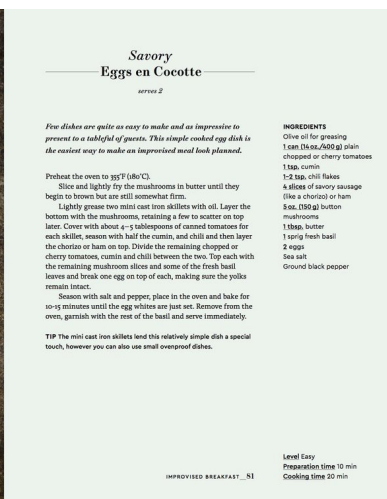 Savory
Eggs en Cocotte
serves 2
Few dishes are quite as easy to make and as impressive to
present to a tableful of guests. This simple cooked egg dish is
the easiest way to make an improvised meal look planned.
Preheat the oven to 355°F (180°C).
Slice and lightly fry the mushrooms in butter until they
begin to brown but are still somewhat firm.
Lightly grease two mini cast iron skillets with oil. Layer the
bottom with the mushrooms, retaining a few to scatter on top
later. Cover with about 4–5 tablespoons of canned tomatoes for
each skillet, season with half the cumin, and chili and then layer
the chorizo or ham on top. Divide the remaining chopped or
cherry tomatoes, cumin and chili between the two. Top each with
the remaining mushroom slices and some of the fresh basil
leaves and break one egg on top of each, making sure the yolks
remain intact.
Season with salt and pepper, place in the oven and bake for
10-15 minutes until the egg whites are just set. Remove from the
oven, garnish with the rest of the basil and serve immediately.
TIP The mini cast iron skillets lend this relatively simple dish a special
touch, however you can also use small ovenproof dishes.
INGREDIENTS
Olive oil for greasing
1 can (14 oz./400 g) plain
chopped or cherry tomatoes
1 tsp. cumin
1–2 tsp. chili flakes
4 slices of savory sausage
(like a chorizo) or ham
5 oz. (150 g) button
mushrooms
1 tbsp. butter
1 sprig fresh basil
2 eggs
Sea salt
Ground black pepper
Level Easy
Preparation time 10 min
Cooking time 20 min
IMPROVISED BREAKFAST__81